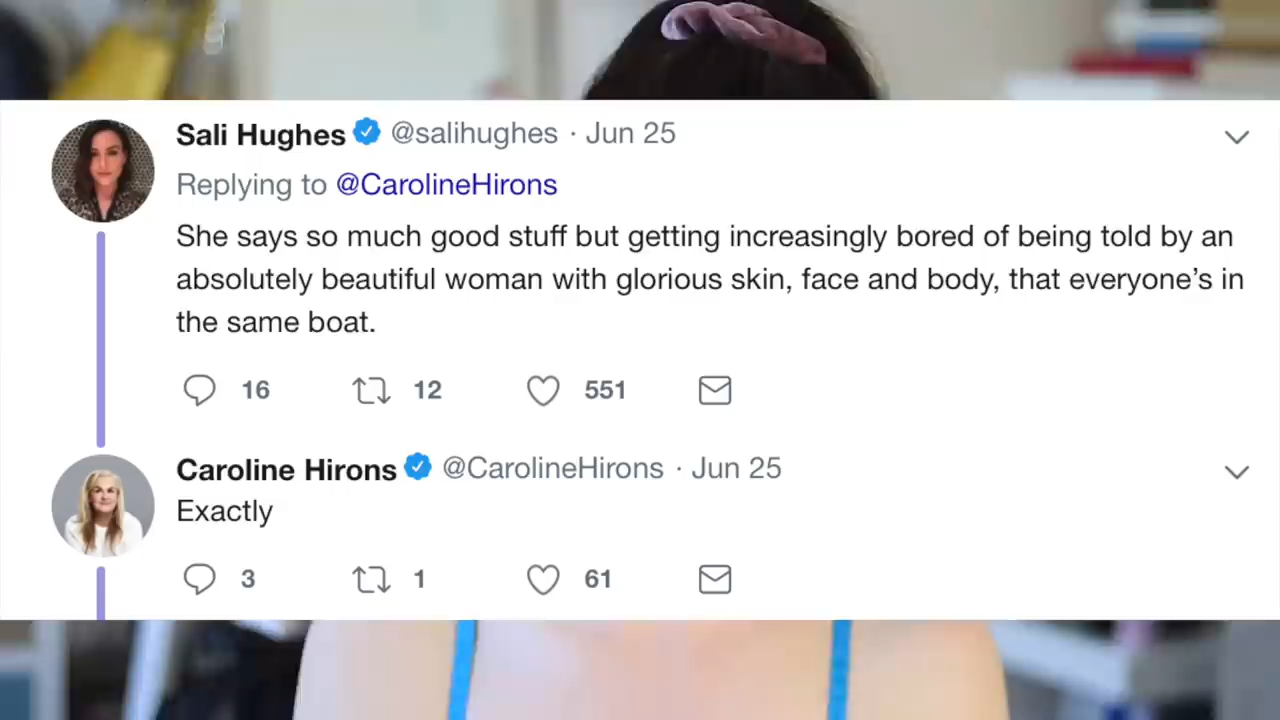 Sali Hughes @salihughes · Jun 25
Replying to @CarolineHirons
She says so much good stuff but getting increasingly bored of being told by an
absolutely beautiful woman with glorious skin, face and body, that everyone’s in
the same boat.
16 12 551
Caroline Hirons @CarolineHirons · Jun 25
Exactly
3 1 61